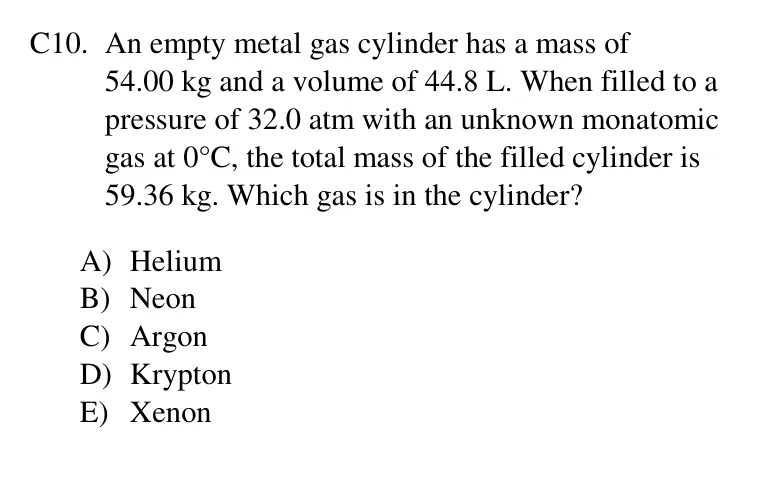 C10. An empty metal gas cylinder has a mass of
54.00 kg and a volume of 44.8 L. When filled to a
pressure of 32.0 atm with an unknown monatomic
gas at 0°C, the total mass of the filled cylinder is
59.36 kg. Which gas is in the cylinder?
A) Helium
B) Neon
C) Argon
D) Krypton
E) Xenon